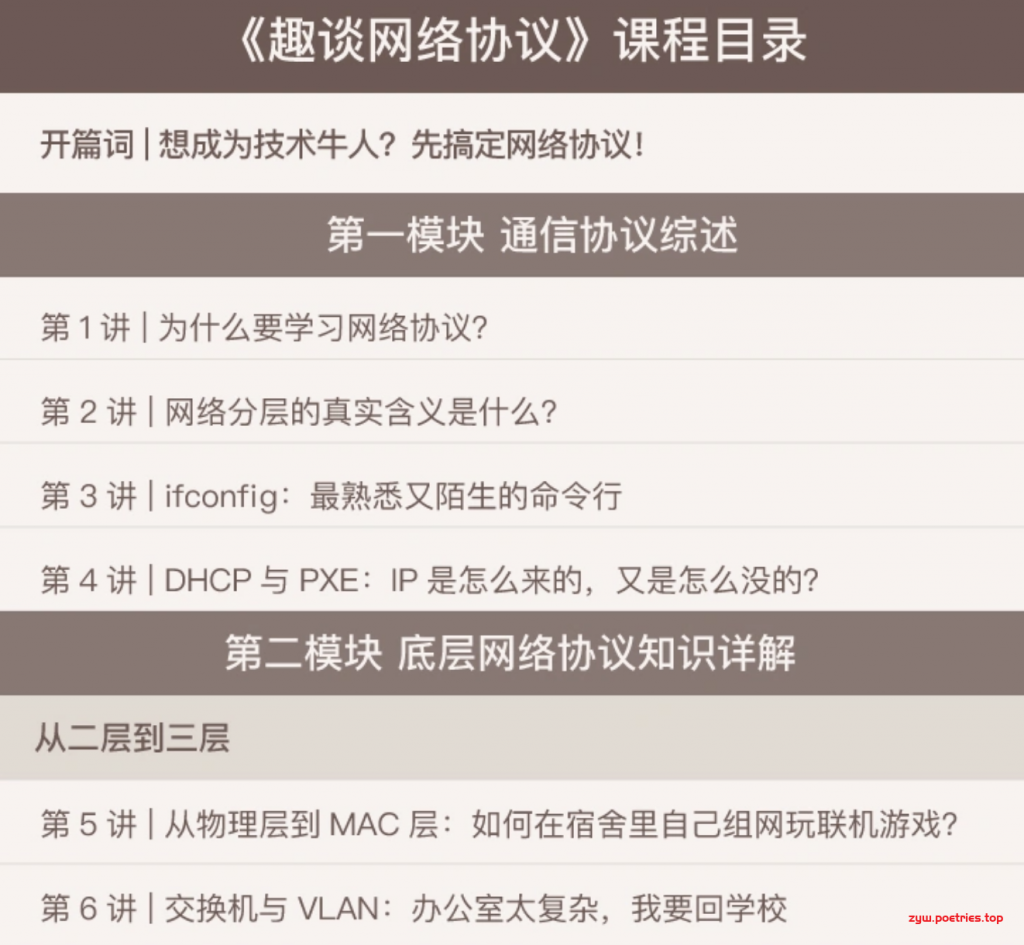 《趣谈网络协议》课程目录
开篇词 | 想成为技术牛人？先搞定网络协议！
第一模块 通信协议综述
第 1 讲 | 为什么要学习网络协议？
第 2 讲 | 网络分层的真实含义是什么？
第 3 讲 | ifconfig：最熟悉又陌生的命令行
第 4 讲 | DHCP 与 PXE：IP 是怎么来的，又是怎么没的？
第二模块 底层网络协议知识详解
从二层到三层
第 5 讲 | 从物理层到 MAC 层：如何在宿舍里自己组网玩联机游戏？
第 6 讲 | 交换机与 VLAN：办公室太复杂，我要回学校
zyw.poetries.top